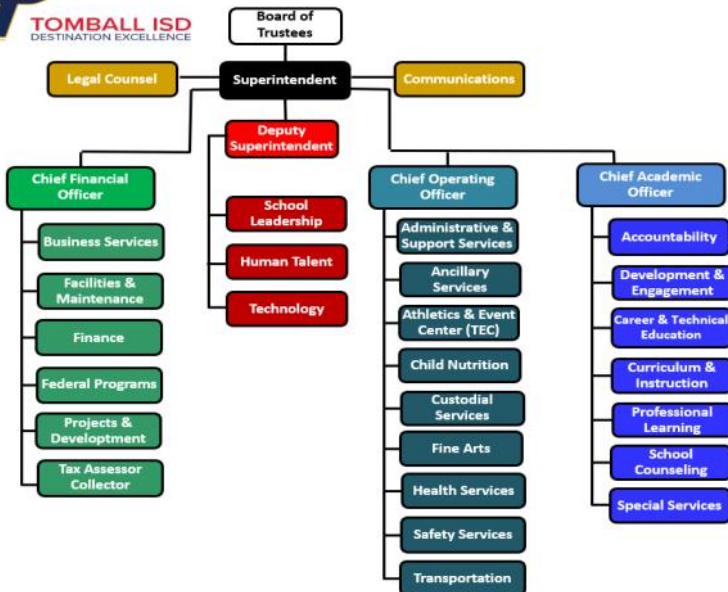 TOMBALL ISD
DESTINATION EXCELLENCE
Board of
Trustees
Legal Counsel
Superintendent
Communications
Deputy
Superintendent
School
Leadership
Human Talent
Technology
Chief Financial
Officer
Business Services
Facilities &
Maintenance
Finance
Federal Programs
Projects &
Developtment
Tax Assessor
Collector
Chief Operating
Officer
Administrative &
Support Services
Ancillary
Services
Athletics & Event
Center (TEC)
Child Nutrition
Custodial
Services
Fine Arts
Health Services
Safety Services
Transportation
Chief Academic
Officer
Accountability
Development &
Engagement
Career & Technical
Education
Curriculum &
Instruction
Professional
Learning
School
Counseling
Special Services